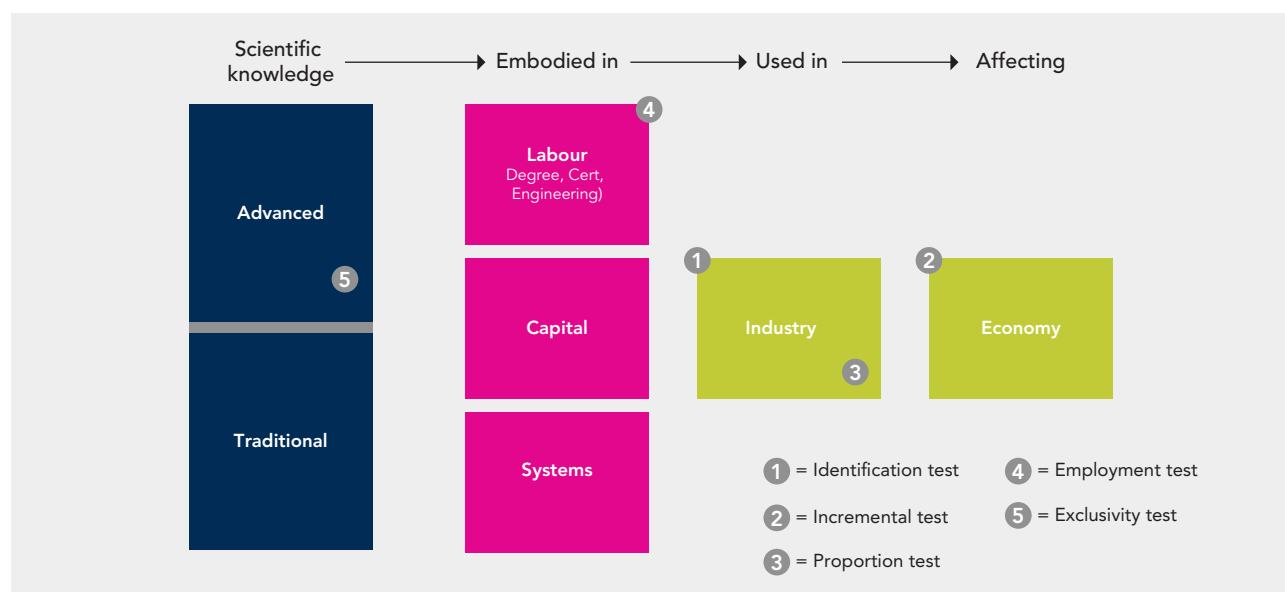 Scientific
knowledge
Embodied in
Used in
Affecting
Advanced
5
Traditional
4
Labour
Degree, Cert,
Engineering)
Capital
Systems
1
Industry
3
2
Economy
1 = Identification test
2 = Incremental test
3 = Proportion test
4 = Employment test
5 = Exclusivity test